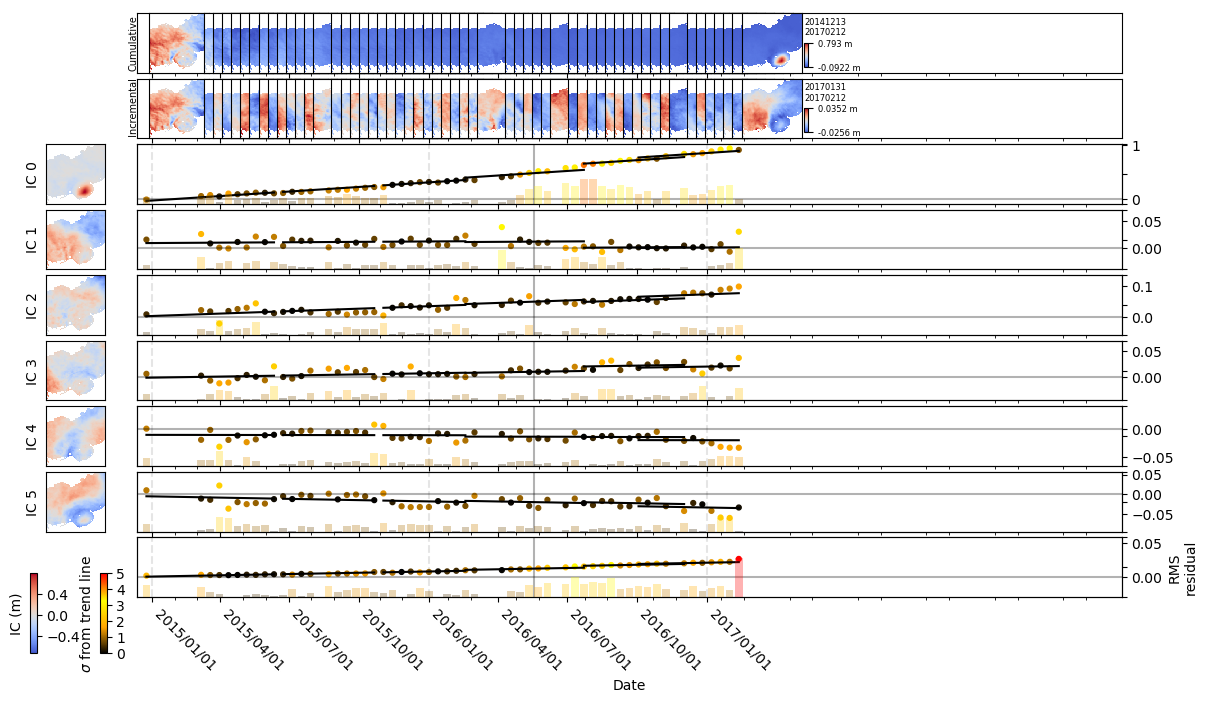 Cumulative
20141213
20170212
0.793 m
-0.0922 m
Incremental
20170131
20170212
0.0352 m
-0.0256 m
IC 0
1
0
IC 1
0.05
0.00
IC 2
0.1
0.0
IC 3
0.05
0.00
IC 4
0.00
−0.05
IC 5
0.05
0.00
−0.05
0.05
0.00
RMS
residual
IC (m)
0.4
0.0
−0.4
σ from trend line
5
4
3
2
1
0
2015/01/01
2015/04/01
2015/07/01
2015/10/01
2016/01/01
2016/04/01
2016/07/01
2016/10/01
2017/01/01
Date